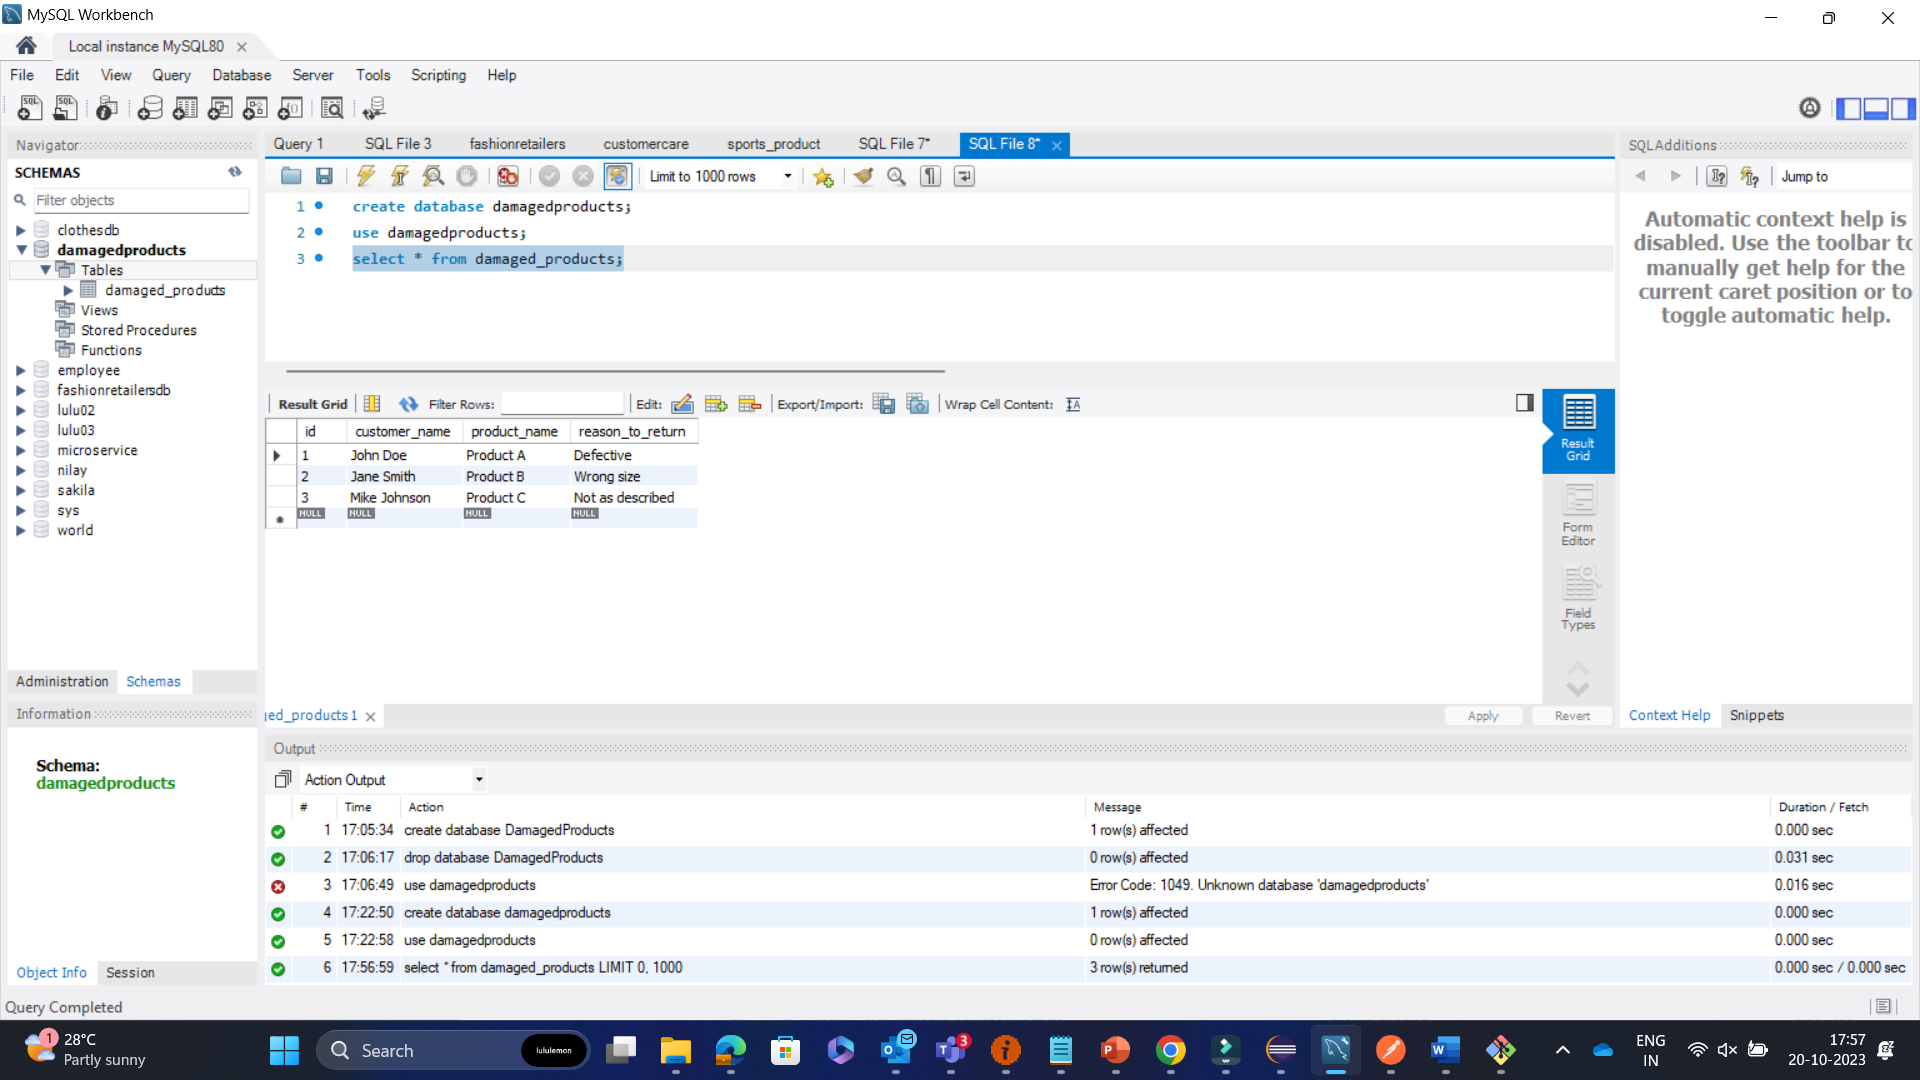 MySQL Workbench
Local instance MySQL80
File Edit View Query Database Server Tools Scripting Help
Navigator
SCHEMAS
Filter objects
clothesdb
damagedproducts
Tables
damaged_products
Views
Stored Procedures
Functions
employee
fashionretailersdb
lulu02
lulu03
microservice
nilay
sakila
sys
world
Administration Schemas
Information
Schema:
damagedproducts
Object Info Session
Query 1 SQL File 3 fashionretailers customercare sports_product SQL File 7* SQL File 8*
Limit to 1000 rows
1 create database damagedproducts;
2 use damagedproducts;
3 select * from damaged_products;
Result Grid Filter Rows: Edit: Export/Import: Wrap Cell Content:
id customer_name product_name reason_to_return
1 John Doe Product A Defective
2 Jane Smith Product B Wrong size
3 Mike Johnson Product C Not as described
NULL NULL NULL NULL
Result
Grid
Form
Editor
Field
Types
ed_products 1
Apply Revert
SQLAdditions
Jump to
Automatic context help is
disabled. Use the toolbar to
manually get help for the
current caret position or to
toggle automatic help.
Context Help Snippets
Output
Action Output
# Time Action Message Duration / Fetch
1 17:05:34 create database DamagedProducts 1 row(s) affected 0.000 sec
2 17:06:17 drop database DamagedProducts 0 row(s) affected 0.031 sec
3 17:06:49 use damagedproducts Error Code: 1049. Unknown database 'damagedproducts' 0.016 sec
4 17:22:50 create database damagedproducts 1 row(s) affected 0.000 sec
5 17:22:58 use damagedproducts 0 row(s) affected 0.000 sec
6 17:56:59 select * from damaged_products LIMIT 0, 1000 3 row(s) returned 0.000 sec / 0.000 sec
Query Completed
1
28°C
Partly sunny
Search
lululemon
3
ENG
IN
17:57
20-10-2023